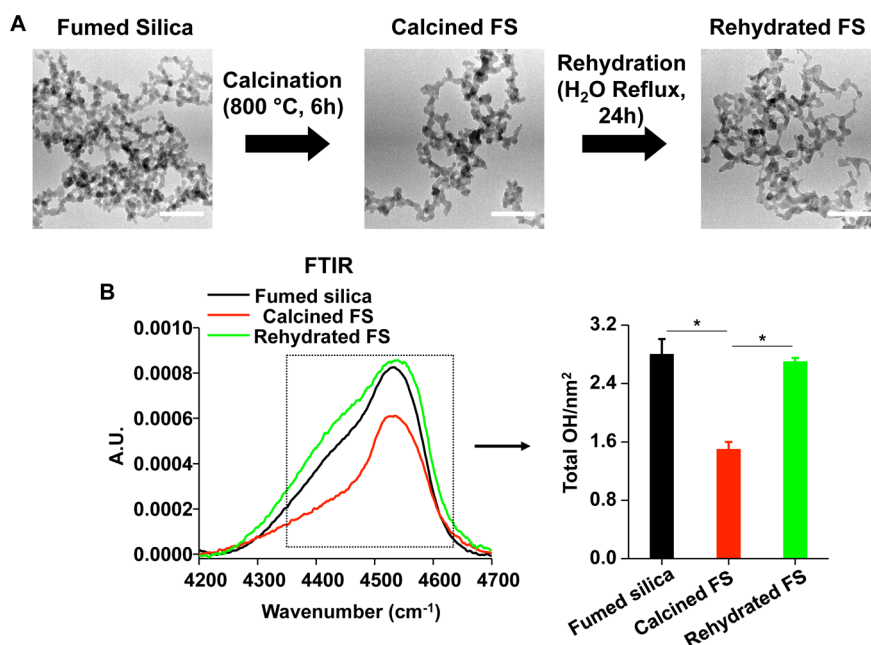 A
Fumed Silica
Calcined FS
Rehydrated FS
Calcination
(800 °C, 6h)
Rehydration
(H₂O Reflux,
24h)
B
FTIR
Fumed silica
Calcined FS
Rehydrated FS
0.0010
0.0008
0.0006
0.0004
0.0002
0.0000
A.U.
4200 4300 4400 4500 4600 4700
Wavenumber (cm⁻¹)
3.2
2.4
1.6
0.8
0.0
Total OH/nm²
*
*
Fumed silica
Calcined FS
Rehydrated FS